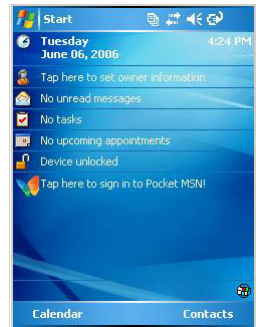 Start
Tuesday 4:24 PM
June 06, 2006
Tap here to set owner information
No unread messages
No tasks
No upcoming appointments
Device unlocked
Tap here to sign in to Pocket MSN!
Calendar Contacts